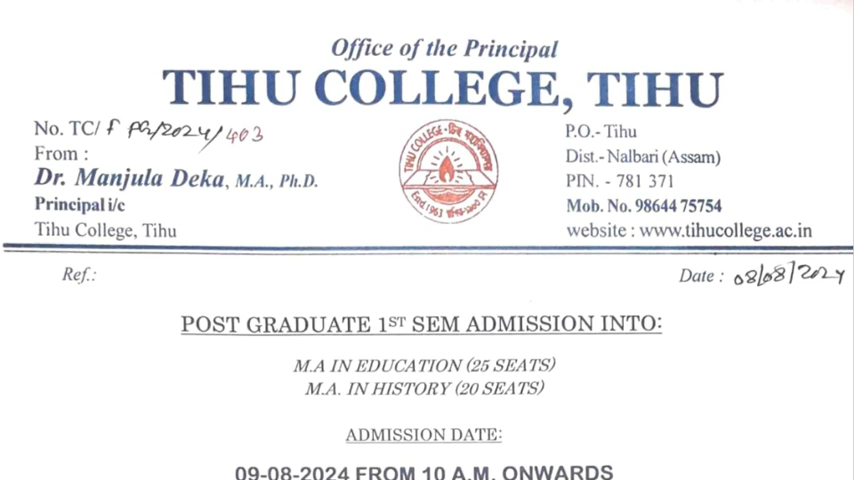 Office of the Principal
TIHU COLLEGE, TIHU
No. TC/ f PG/2024/403
From :
Dr. Manjula Deka, M.A., Ph.D.
Principal i/c
Tihu College, Tihu
TIHU COLLEGE
Estd. 1961
P.O.- Tihu
Dist.- Nalbari (Assam)
PIN. - 781 371
Mob. No. 98644 75754
website : www.tihucollege.ac.in
Ref.:
Date : 08/08/2024
POST GRADUATE 1ST SEM ADMISSION INTO:
M.A IN EDUCATION (25 SEATS)
M.A. IN HISTORY (20 SEATS)
ADMISSION DATE:
09-08-2024 FROM 10 A.M. ONWARDS